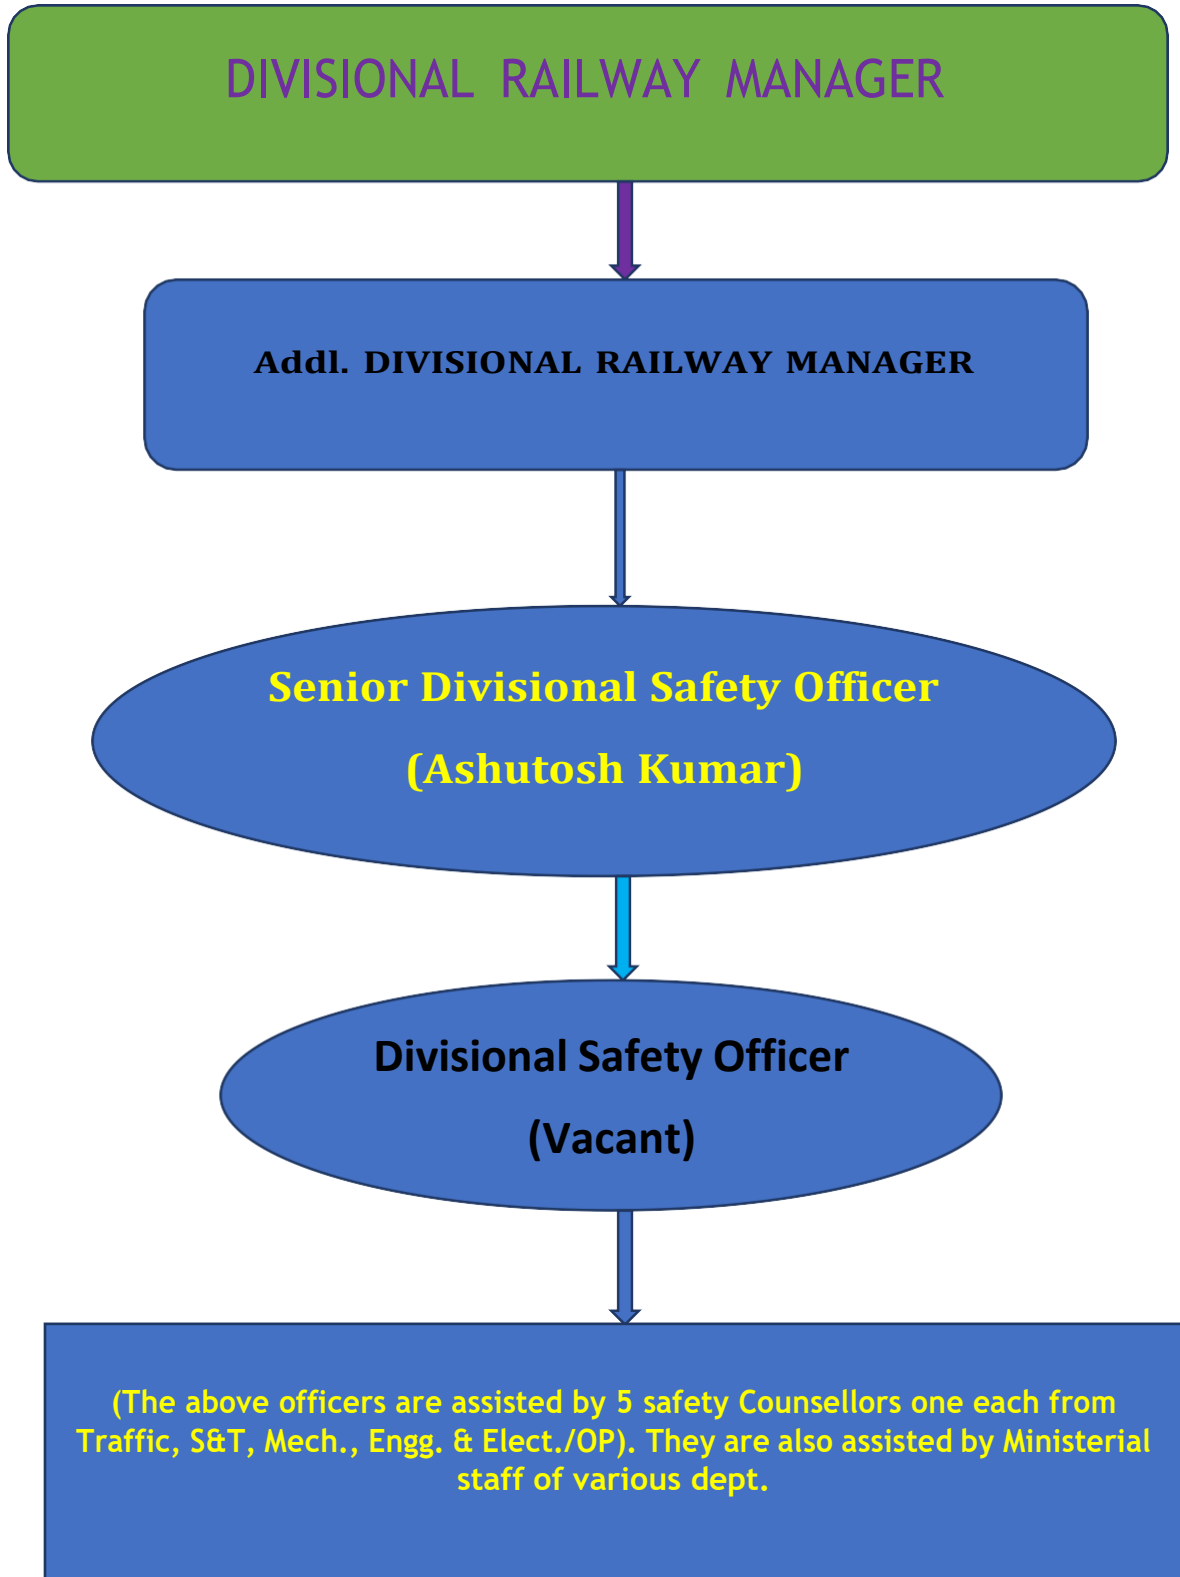 DIVISIONAL RAILWAY MANAGER
Addl. DIVISIONAL RAILWAY MANAGER
Senior Divisional Safety Officer
(Ashutosh Kumar)
Divisional Safety Officer
(Vacant)
(The above officers are assisted by 5 safety Counsellors one each from
Traffic, S&T, Mech., Engg. & Elect./OP). They are also assisted by Ministerial
staff of various dept.